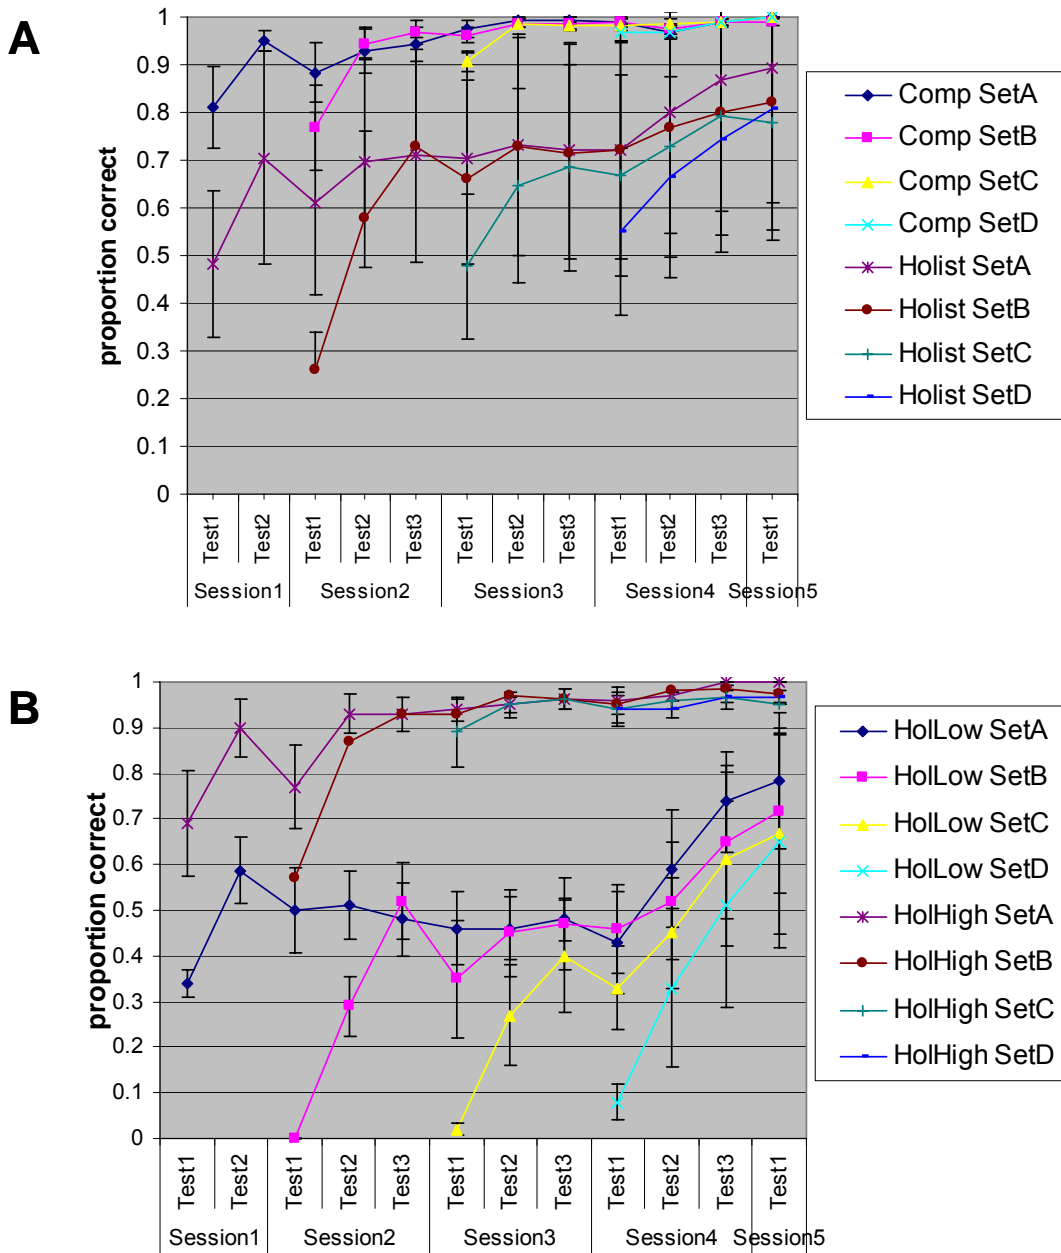 A
proportion correct
1
0.9
0.8
0.7
0.6
0.5
0.4
0.3
0.2
0.1
0
Test1 Test2 Test1 Test2 Test3 Test1 Test2 Test3 Test1 Test2 Test3 Test1
Session1 Session2 Session3 Session4 Session5
Comp SetA
Comp SetB
Comp SetC
Comp SetD
Holist SetA
Holist SetB
Holist SetC
Holist SetD
B
proportion correct
1
0.9
0.8
0.7
0.6
0.5
0.4
0.3
0.2
0.1
0
Test1 Test2 Test1 Test2 Test3 Test1 Test2 Test3 Test1 Test2 Test3 Test1
Session1 Session2 Session3 Session4 Session5
HolLow SetA
HolLow SetB
HolLow SetC
HolLow SetD
HolHigh SetA
HolHigh SetB
HolHigh SetC
HolHigh SetD